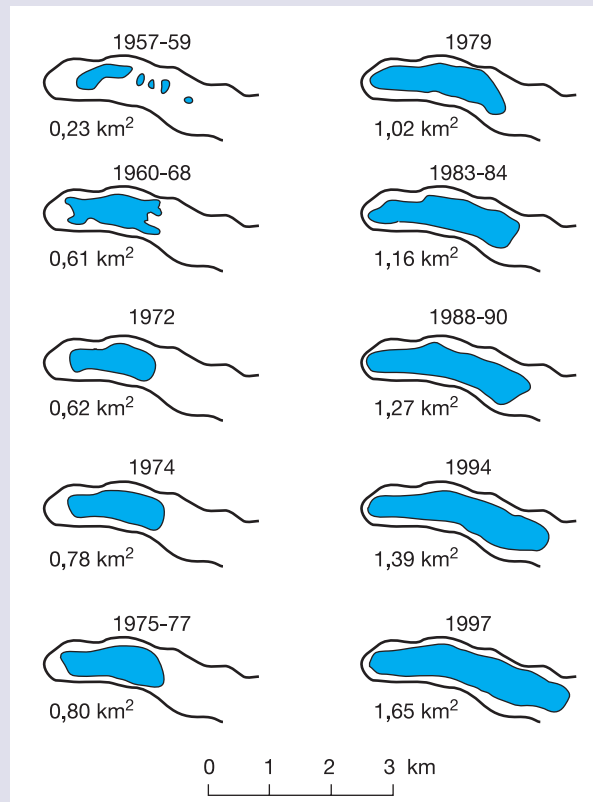 1957-59
0,23 km²
1960-68
0,61 km²
1972
0,62 km²
1974
0,78 km²
1975-77
0,80 km²
1979
1,02 km²
1983-84
1,16 km²
1988-90
1,27 km²
1994
1,39 km²
1997
1,65 km²
0 1 2 3 km